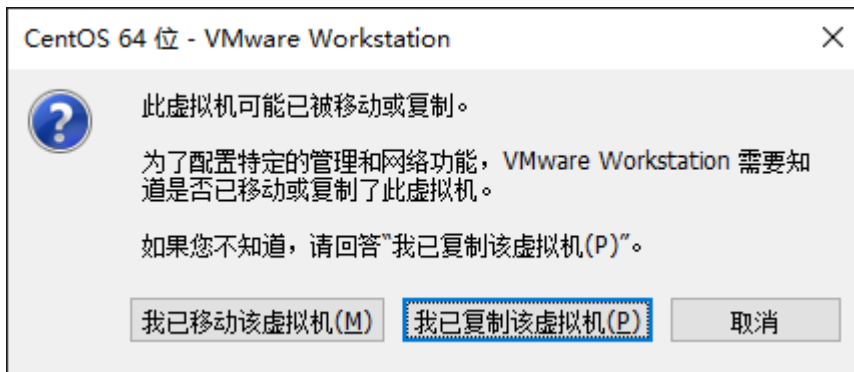 CentOS 64 位 - VMware Workstation
此虚拟机可能已被移动或复制。
为了配置特定的管理和网络功能，VMware Workstation 需要知
道是否已移动或复制了此虚拟机。
如果您不知道，请回答“我已复制该虚拟机(P)”。
我已移动该虚拟机(M)
我已复制该虚拟机(P)
取消